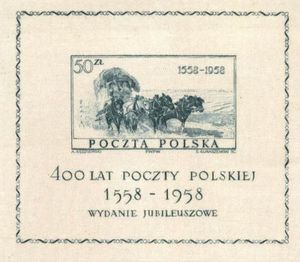 50 ZŁ 1558-1958
POCZTA POLSKA
400 LAT POCZTY POLSKIEJ
1558 - 1958
WYDANIE JUBILEUSZOWE